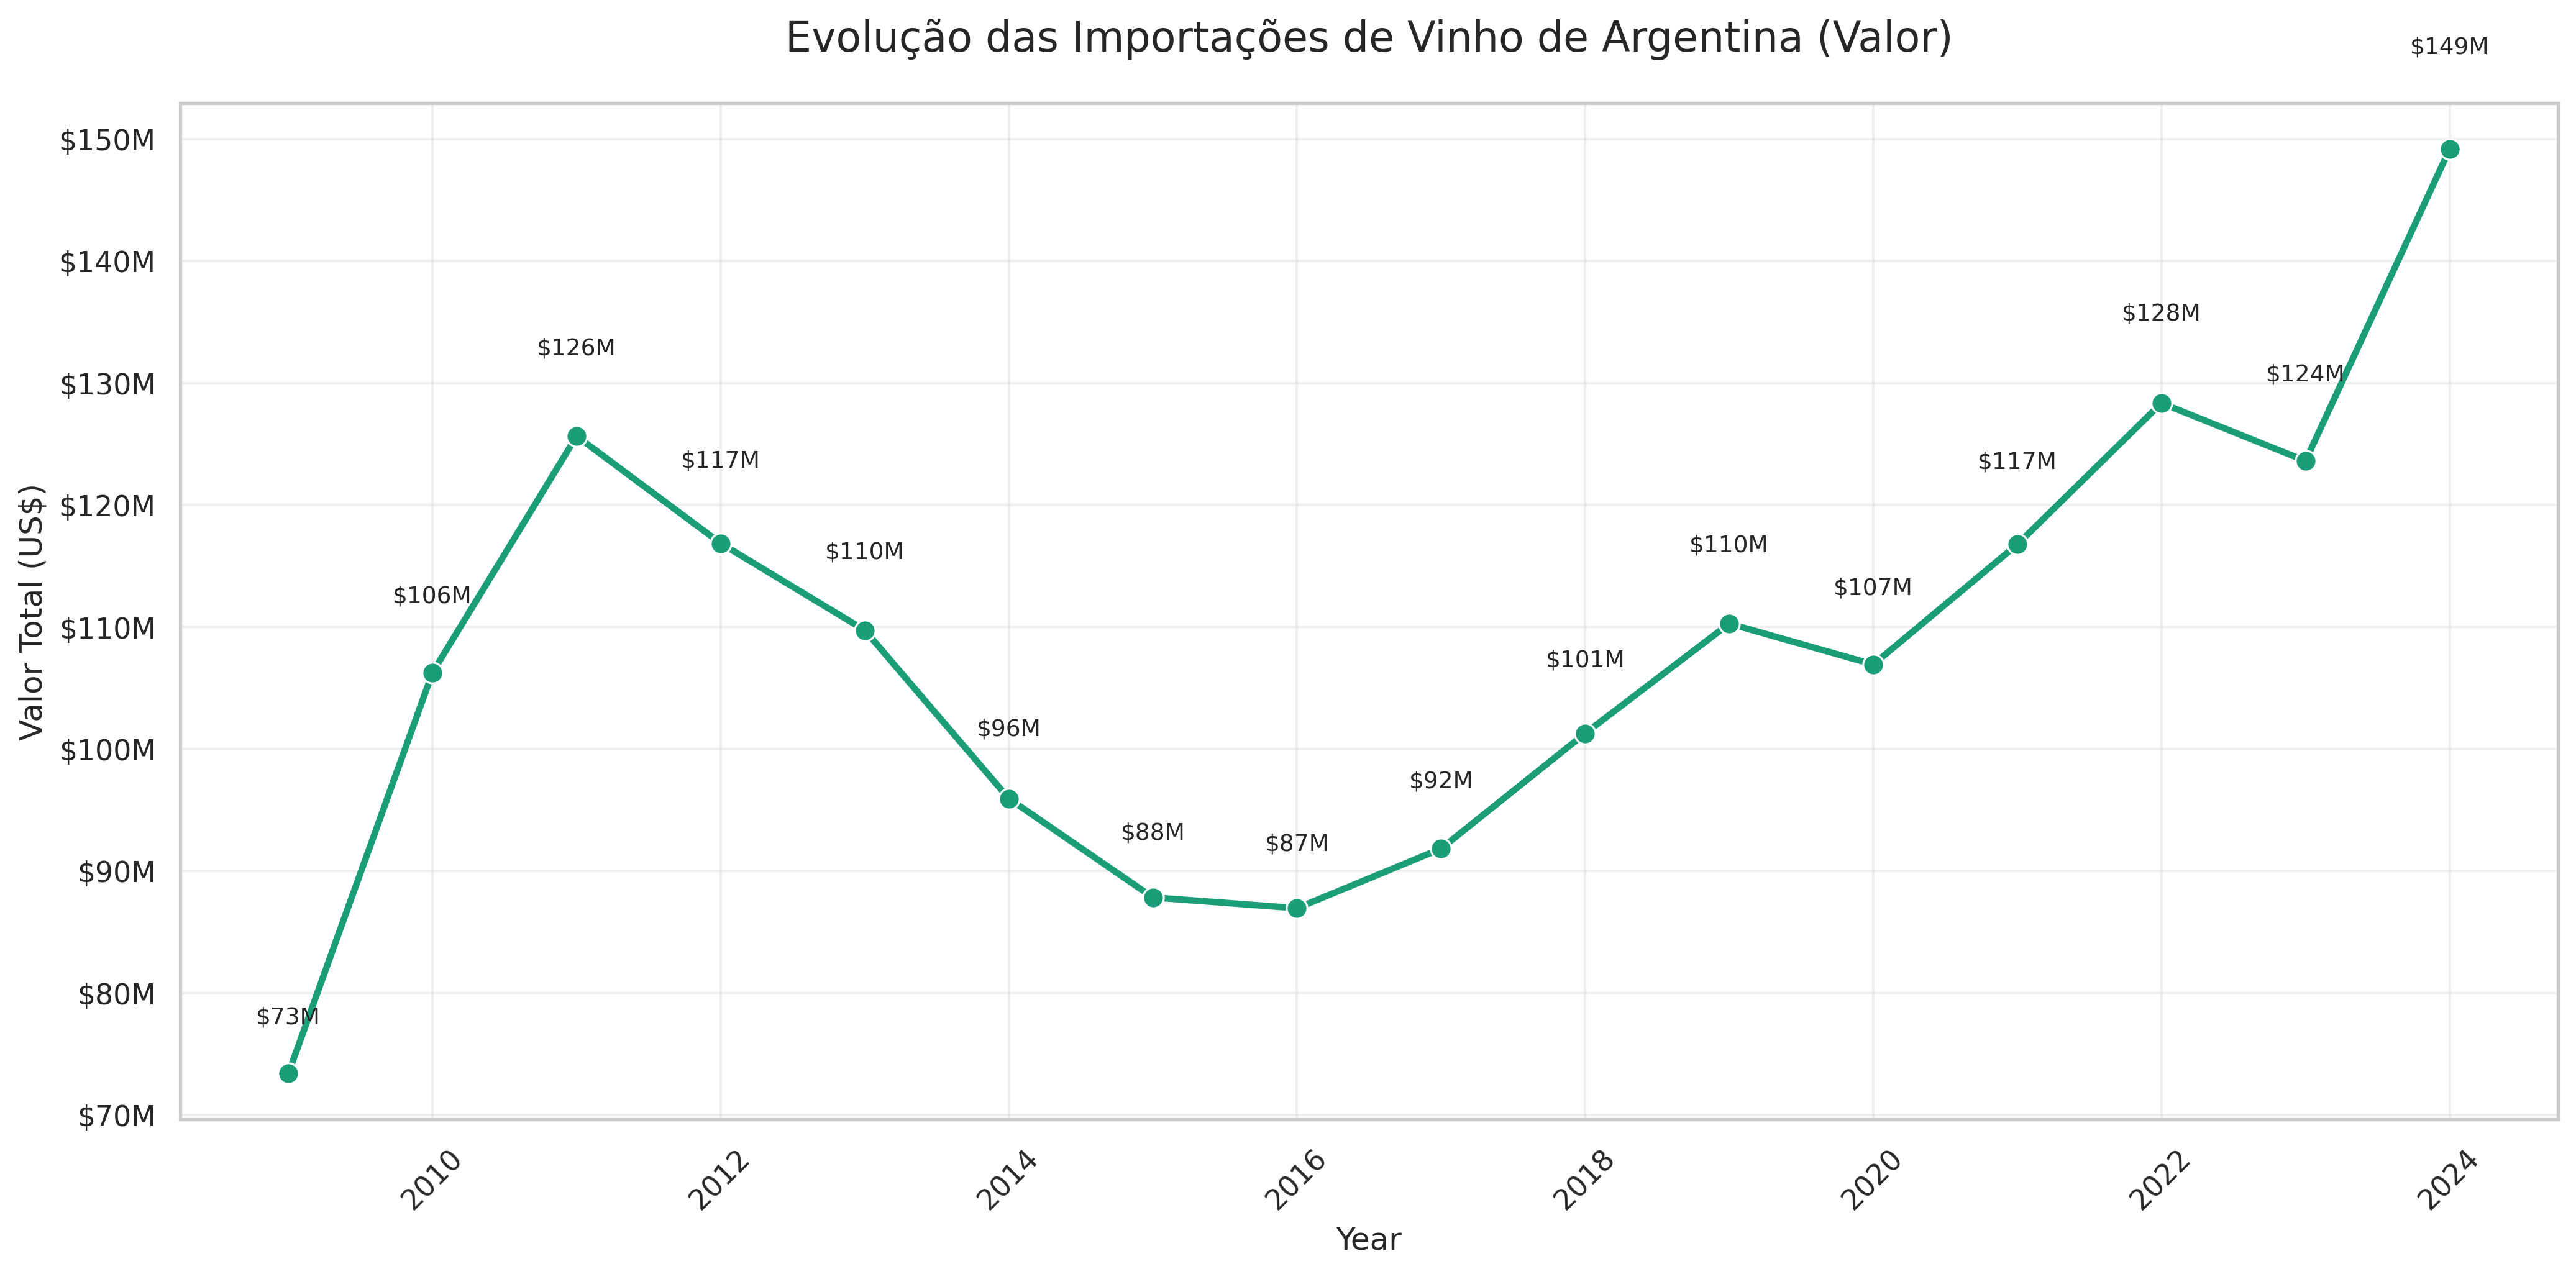 Evolução das Importações de Vinho de Argentina (Valor)
$149M
$150M
$140M
$130M
$120M
$110M
$100M
$90M
$80M
$70M
Valor Total (US$)
$73M
$106M
$126M
$117M
$110M
$96M
$88M
$87M
$92M
$101M
$110M
$107M
$117M
$128M
$124M
2010
2012
2014
2016
2018
2020
2022
2024
Year